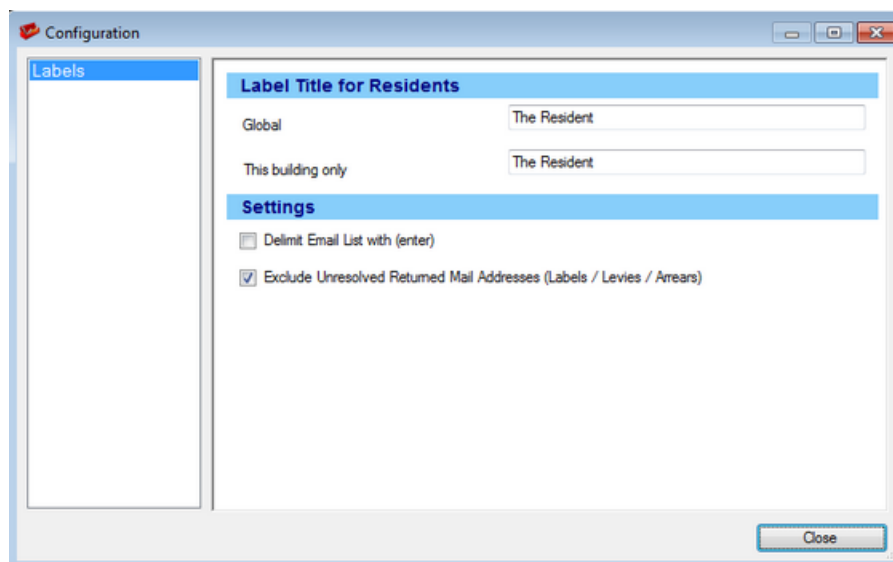 Configuration
Labels
Label Title for Residents
Global The Resident
This building only The Resident
Settings
Delimit Email List with (enter)
Exclude Unresolved Returned Mail Addresses (Labels / Levies / Arrears)
Close